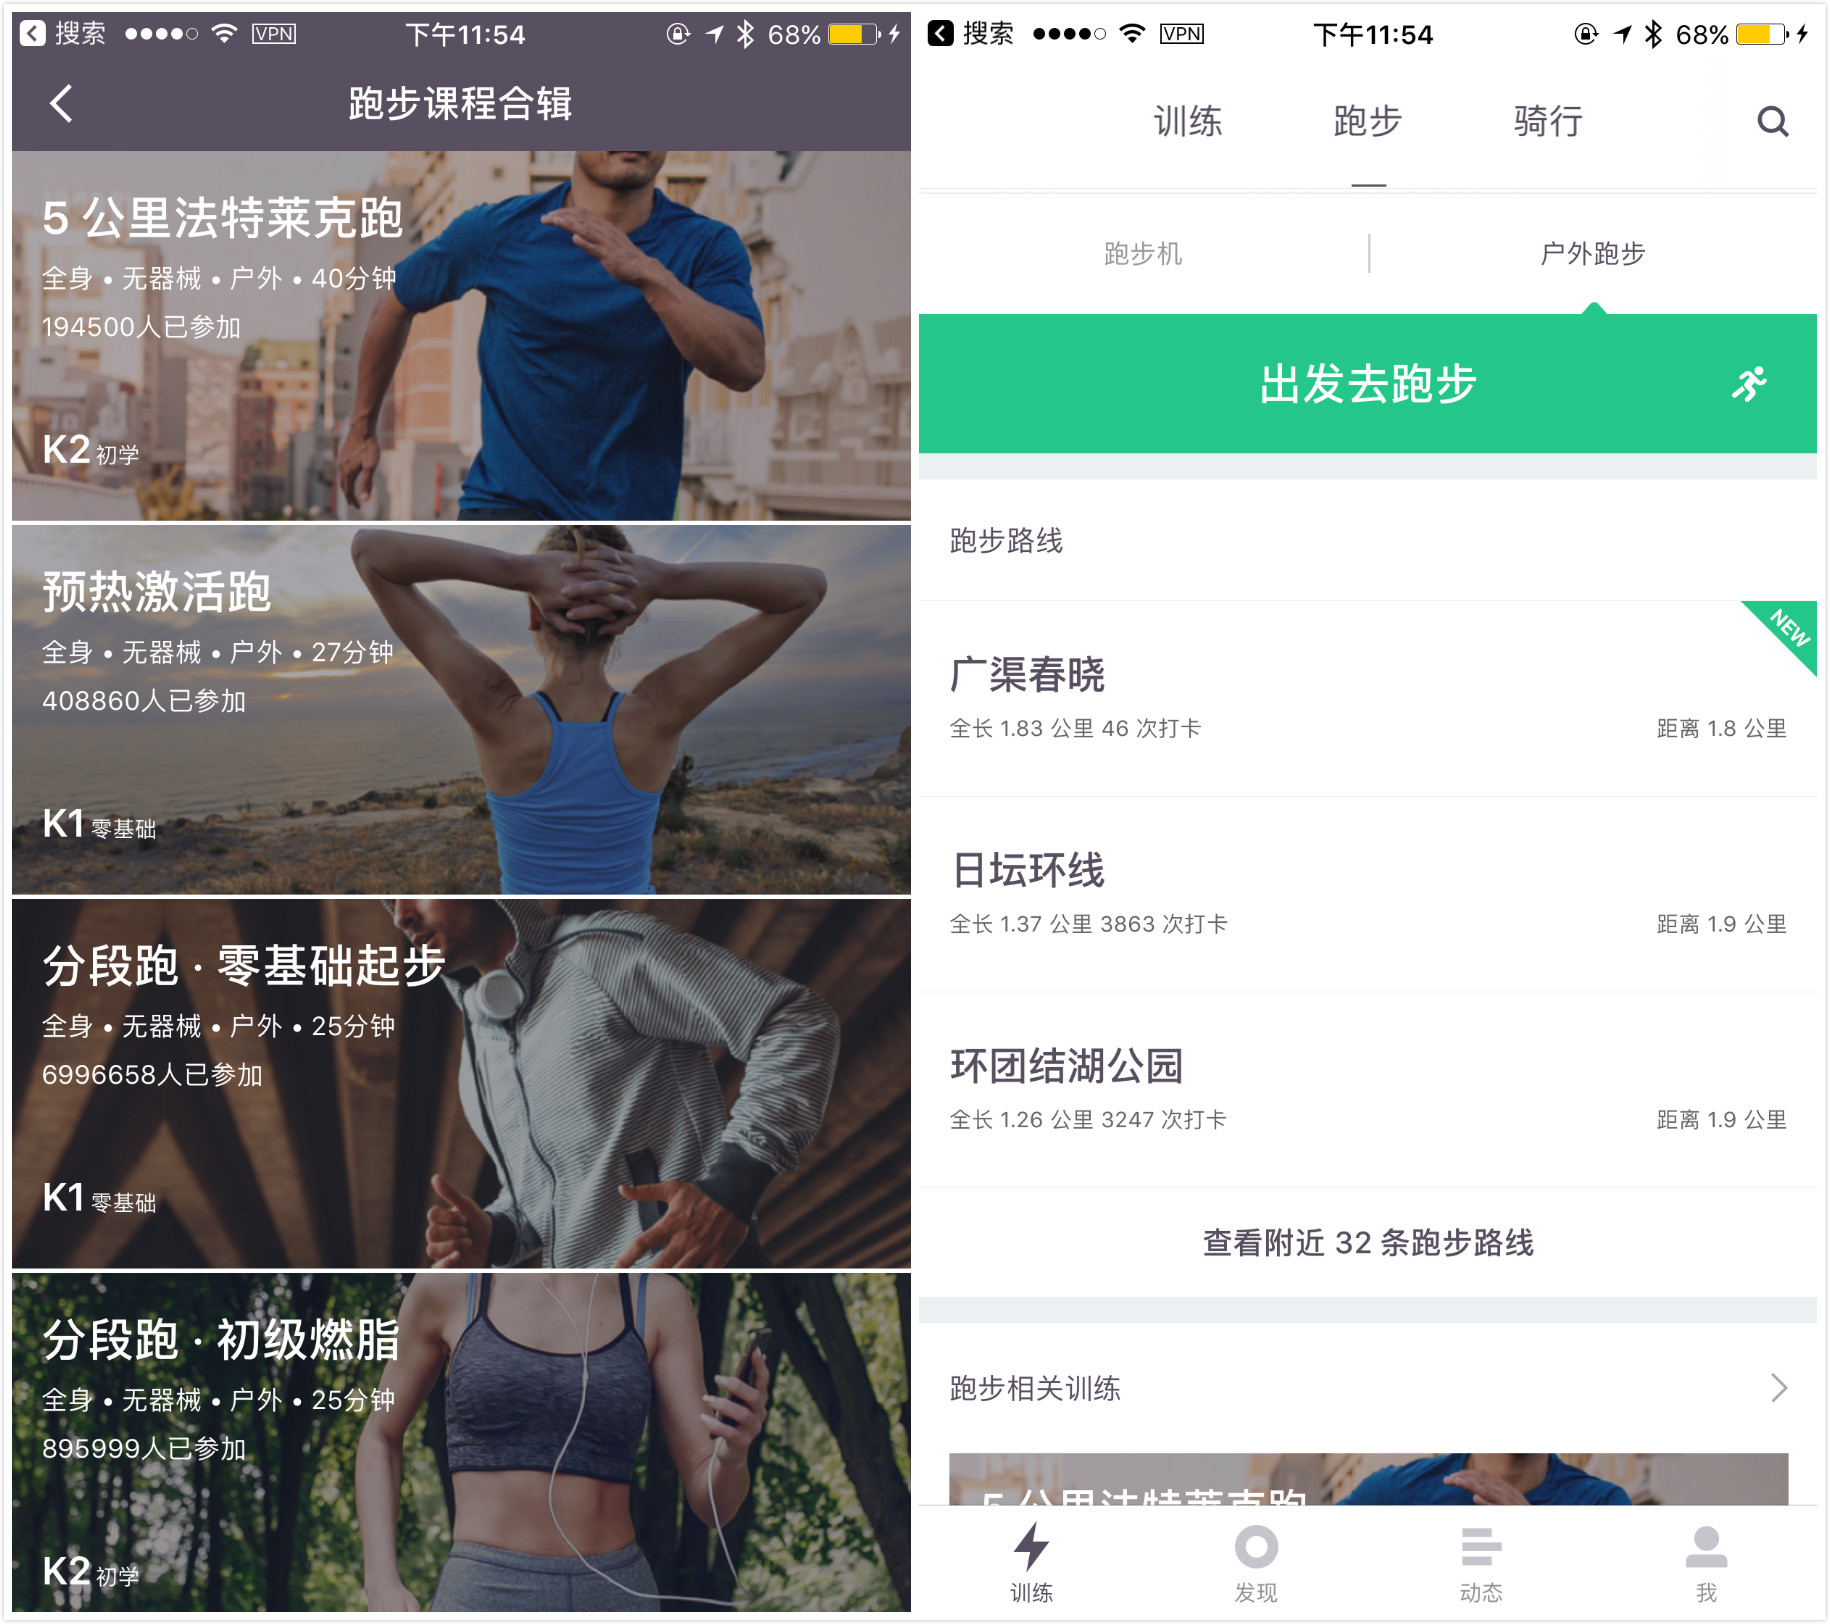 搜索 VPN 下午11:54 68%
跑步课程合辑
5 公里法特莱克跑
全身 • 无器械 • 户外 • 40分钟
194500人已参加
K2 初学
预热激活跑
全身 • 无器械 • 户外 • 27分钟
408860人已参加
K1 零基础
分段跑 · 零基础起步
全身 • 无器械 • 户外 • 25分钟
6996658人已参加
K1 零基础
分段跑 · 初级燃脂
全身 • 无器械 • 户外 • 25分钟
895999人已参加
K2 初学
搜索 VPN 下午11:54 68%
训练 跑步 骑行
跑步机 户外跑步
出发去跑步
跑步路线
NEW
广渠春晓
全长 1.83 公里 46 次打卡 距离 1.8 公里
日坛环线
全长 1.37 公里 3863 次打卡 距离 1.9 公里
环团结湖公园
全长 1.26 公里 3247 次打卡 距离 1.9 公里
查看附近 32 条跑步路线
跑步相关训练
5 公里法特莱克跑
训练 发现 动态 我